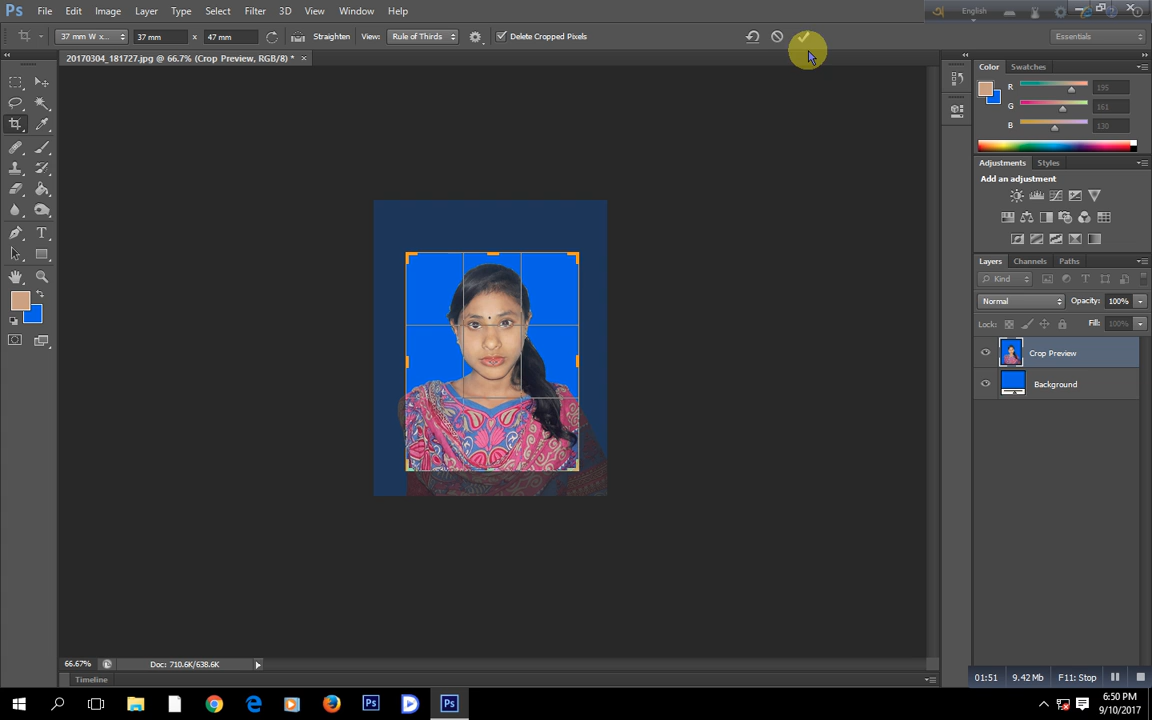 Ps File Edit Image Layer Type Select Filter 3D View Window Help
English
37 mm W x... 37 mm x 47 mm Straighten View: Rule of Thirds Delete Cropped Pixels Essentials
20170304_181727.jpg @ 66.7% (Crop Preview, RGB/8) * ×
Color Swatches
R 195
G 161
B 130
Adjustments Styles
Add an adjustment
Layers Channels Paths
Kind
Normal Opacity: 100%
Lock: Fill: 100%
Crop Preview
Background
66.67% Doc: 710.6K/638.6K
Timeline
01:51 9.42 Mb F11: Stop
Ps Ps
6:50 PM
9/10/2017